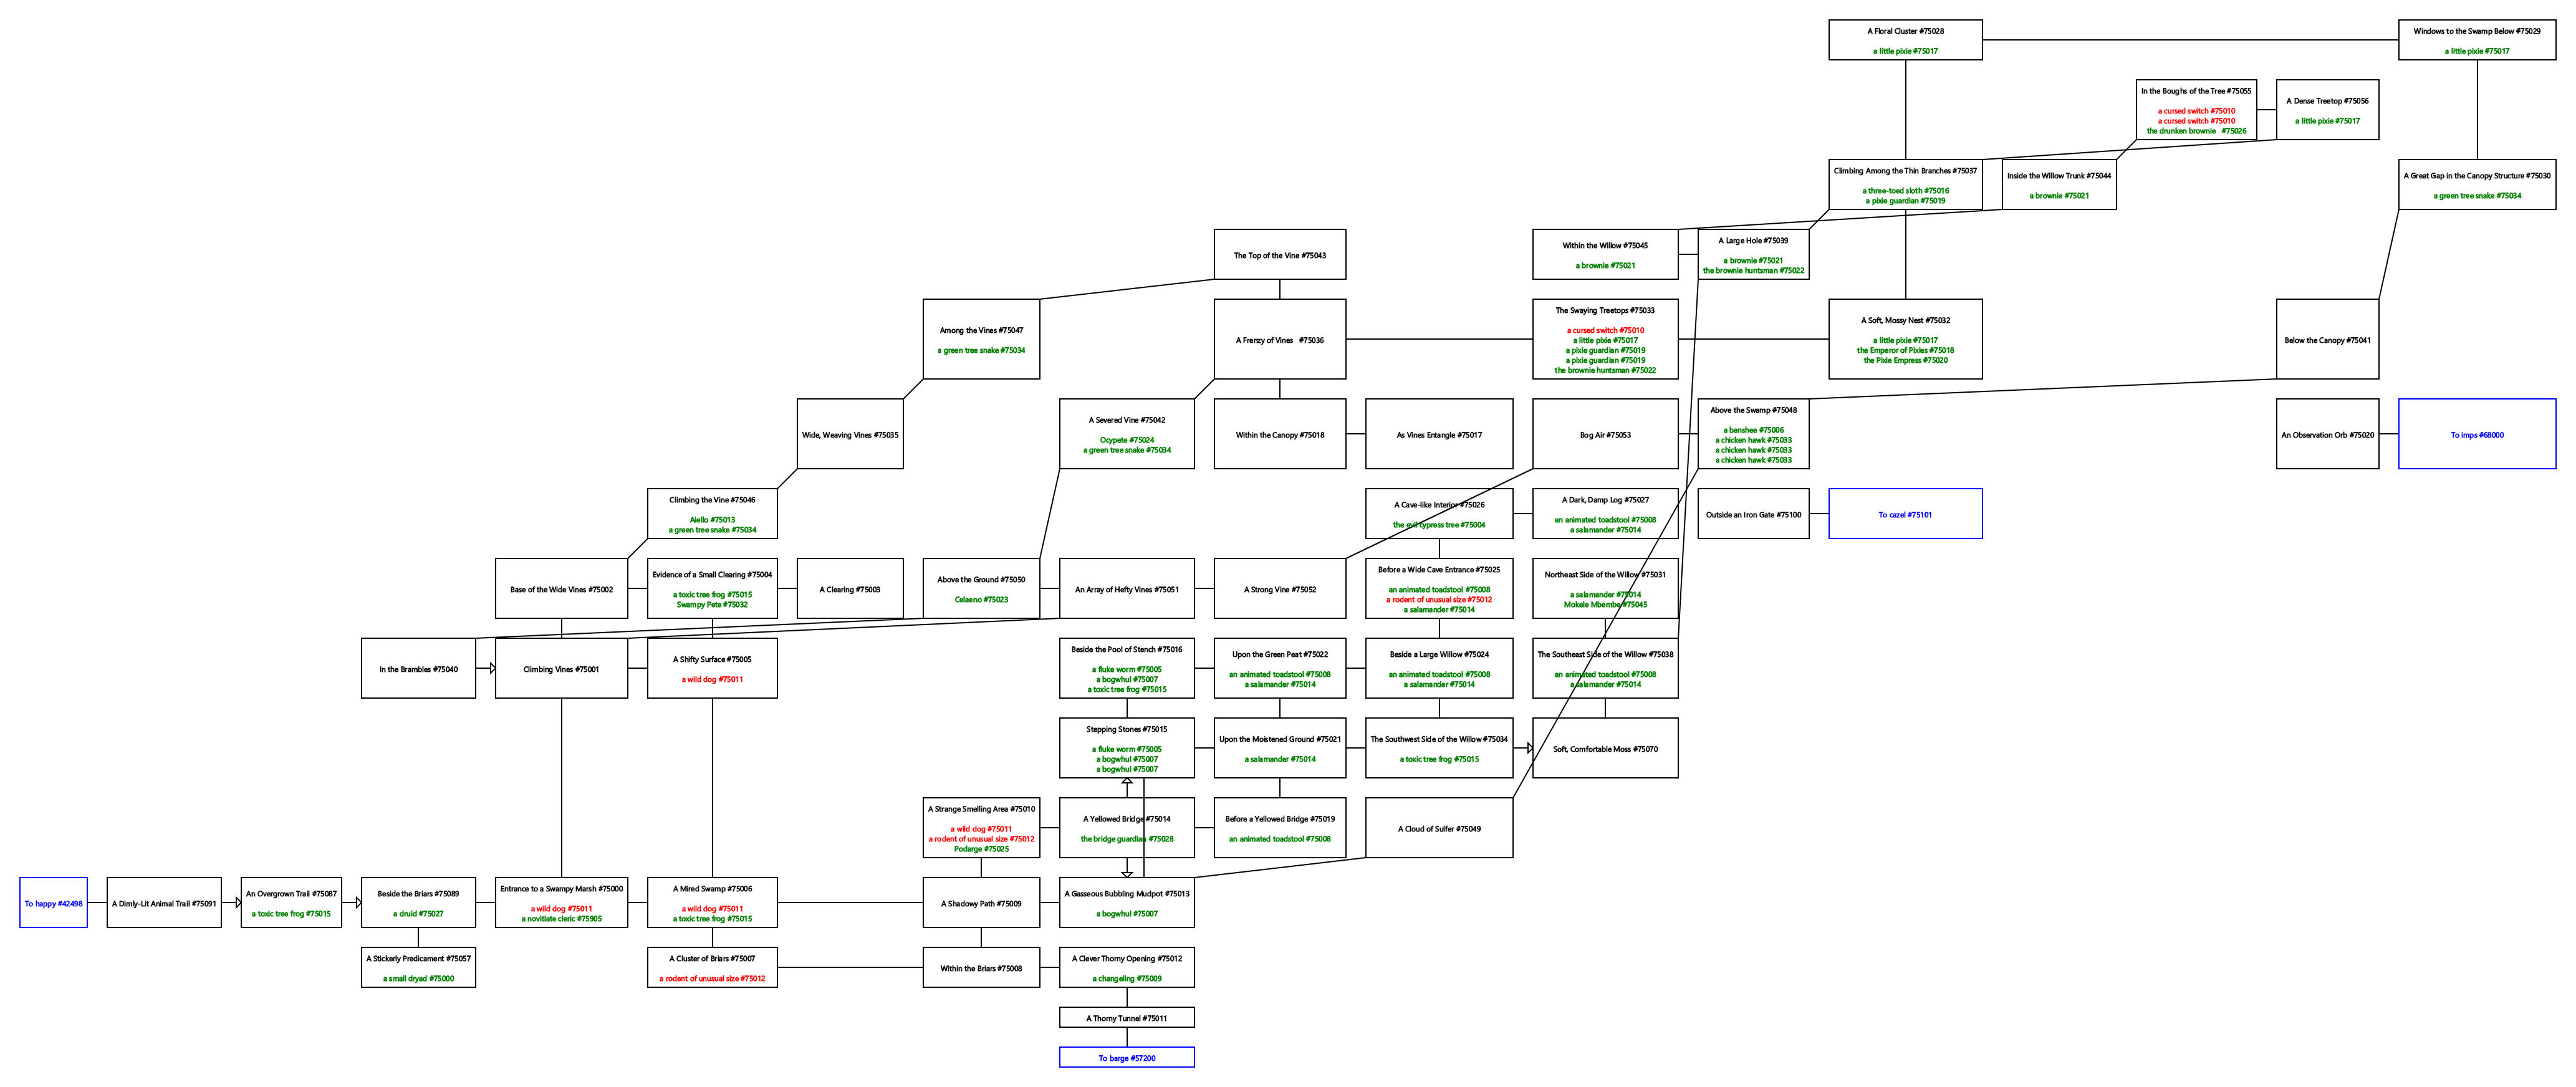 A Floral Cluster #75028
a little pixie #75017
Windows to the Swamp Below #75029
a little pixie #75017
In the Boughs of the Tree #75055
a cursed switch #75010
a cursed switch #75010
the drunken brownie #75026
A Dense Treetop #75056
a little pixie #75017
Climbing Among the Thin Branches #75037
a three-toed sloth #75016
a pixie guardian #75019
Inside the Willow Trunk #75044
a brownie #75021
A Great Gap in the Canopy Structure #75030
a green tree snake #75034
The Top of the Vine #75043
Within the Willow #75045
a brownie #75021
A Large Hole #75039
a brownie #75021
the brownie huntsman #75022
Among the Vines #75047
a green tree snake #75034
A Frenzy of Vines #75036
The Swaying Treetops #75033
a cursed switch #75010
a little pixie #75017
a pixie guardian #75019
a pixie guardian #75019
the brownie huntsman #75022
A Soft, Mossy Nest #75032
a little pixie #75017
the Emperor of Pixies #75018
the Pixie Empress #75020
Below the Canopy #75041
Wide, Weaving Vines #75035
A Severed Vine #75042
Ocypete #75024
a green tree snake #75034
Within the Canopy #75018
As Vines Entangle #75017
Bog Air #75053
Above the Swamp #75048
a banshee #75006
a chicken hawk #75033
a chicken hawk #75033
a chicken hawk #75033
An Observation Orb #75020
To imps #68000
Climbing the Vine #75046
Aiello #75013
a green tree snake #75034
A Cave-like Interior #75026
the evil cypress tree #75004
A Dark, Damp Log #75027
an animated toadstool #75008
a salamander #75014
Outside an Iron Gate #75100
To cazel #75101
Base of the Wide Vines #75002
Evidence of a Small Clearing #75004
a toxic tree frog #75015
Swampy Pete #75032
A Clearing #75003
Above the Ground #75050
Celaeno #75023
An Array of Hefty Vines #75051
A Strong Vine #75052
Before a Wide Cave Entrance #75025
an animated toadstool #75008
a rodent of unusual size #75012
a salamander #75014
Northeast Side of the Willow #75031
a salamander #75014
Mokele Mbembe #75045
In the Brambles #75040
Climbing Vines #75001
A Shifty Surface #75005
a wild dog #75011
Beside the Pool of Stench #75016
a fluke worm #75005
a bogwhul #75007
a toxic tree frog #75015
Upon the Green Peat #75022
an animated toadstool #75008
a salamander #75014
Beside a Large Willow #75024
an animated toadstool #75008
a salamander #75014
The Southeast Side of the Willow #75038
an animated toadstool #75008
a salamander #75014
Stepping Stones #75015
a fluke worm #75005
a bogwhul #75007
a bogwhul #75007
Upon the Moistened Ground #75021
a salamander #75014
The Southwest Side of the Willow #75034
a toxic tree frog #75015
Soft, Comfortable Moss #75070
A Strange Smelling Area #75010
a wild dog #75011
a rodent of unusual size #75012
Podarge #75025
A Yellowed Bridge #75014
the bridge guardian #75028
Before a Yellowed Bridge #75019
an animated toadstool #75008
A Cloud of Sulfer #75049
To happy #42498
A Dimly-Lit Animal Trail #75091
An Overgrown Trail #75087
a toxic tree frog #75015
Beside the Briars #75089
a druid #75027
Entrance to a Swampy Marsh #75000
a wild dog #75011
a novitiate cleric #75905
A Mired Swamp #75006
a wild dog #75011
a toxic tree frog #75015
A Shadowy Path #75009
A Gasseous Bubbling Mudpot #75013
a bogwhul #75007
A Stickerly Predicament #75057
a small dryad #75000
A Cluster of Briars #75007
a rodent of unusual size #75012
Within the Briars #75008
A Clever Thorny Opening #75012
a changeling #75009
A Thorny Tunnel #75011
To barge #57200